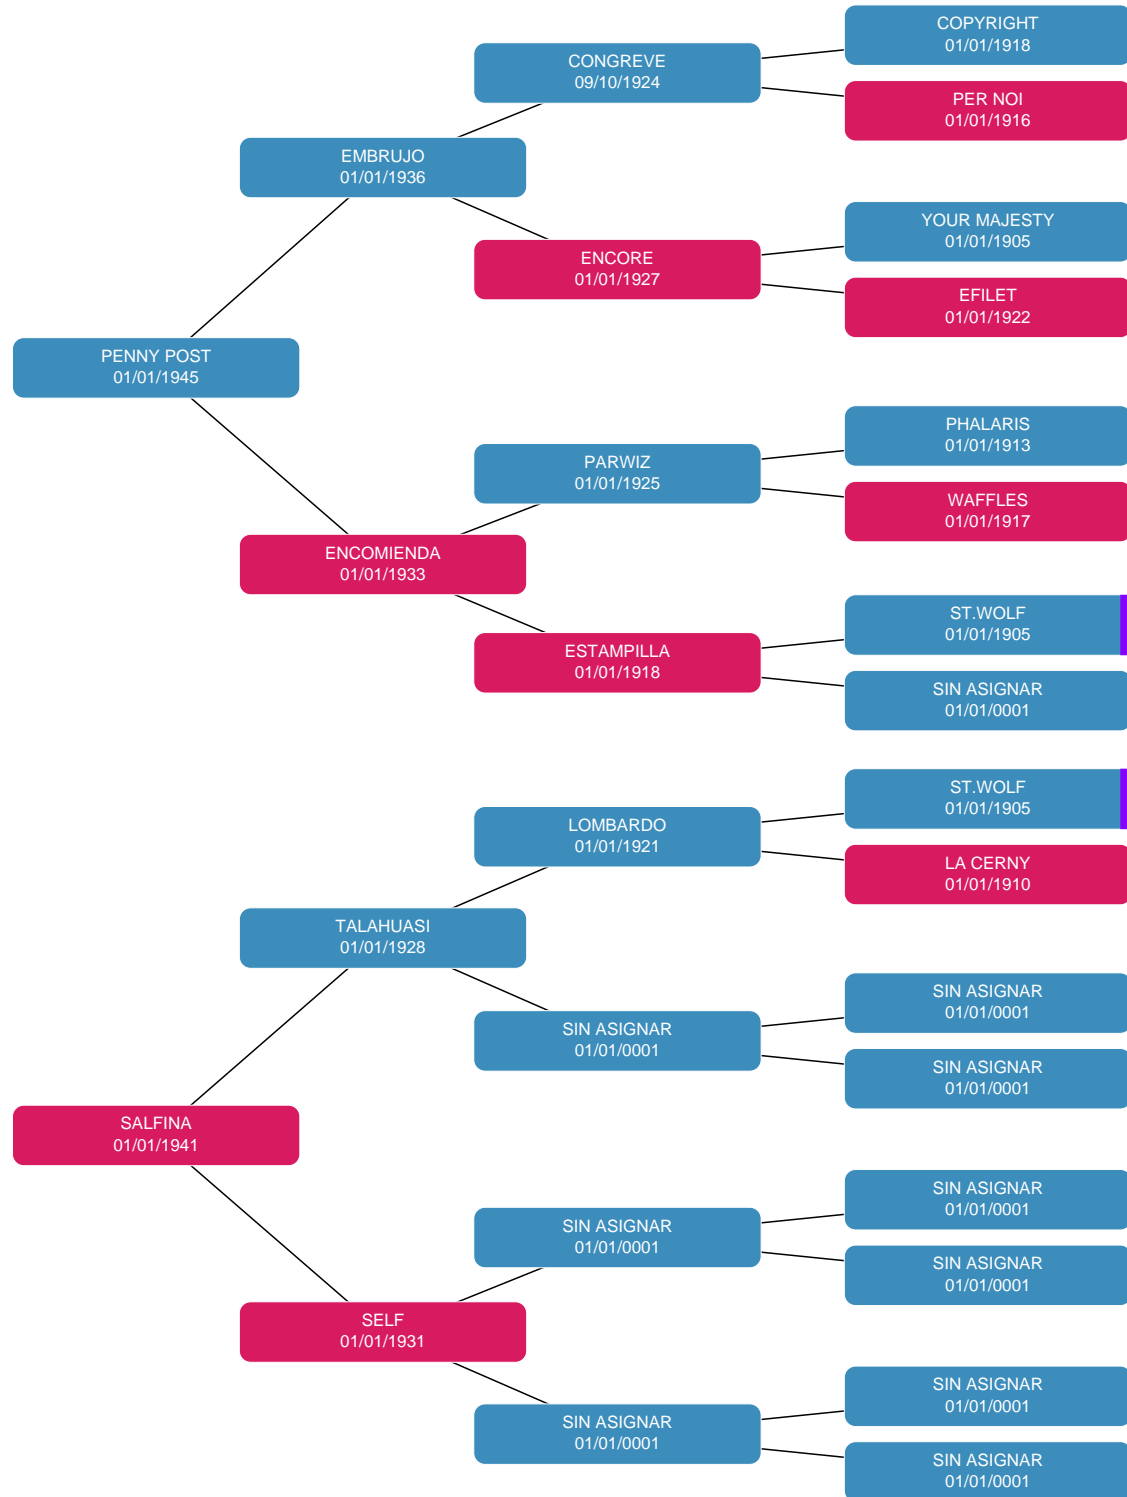 COPYRIGHT
01/01/1918
CONGREVE
09/10/1924
PER NOI
01/01/1916
EMBRUJO
01/01/1936
YOUR MAJESTY
01/01/1905
ENCORE
01/01/1927
EFILET
01/01/1922
PENNY POST
01/01/1945
PHALARIS
01/01/1913
PARWIZ
01/01/1925
WAFFLES
01/01/1917
ENCOMIENDA
01/01/1933
ST.WOLF
01/01/1905
ESTAMPILLA
01/01/1918
SIN ASIGNAR
01/01/0001
ST.WOLF
01/01/1905
LOMBARDO
01/01/1921
LA CERNY
01/01/1910
TALAHUASI
01/01/1928
SIN ASIGNAR
01/01/0001
SIN ASIGNAR
01/01/0001
SIN ASIGNAR
01/01/0001
SALFINA
01/01/1941
SIN ASIGNAR
01/01/0001
SIN ASIGNAR
01/01/0001
SIN ASIGNAR
01/01/0001
SELF
01/01/1931
SIN ASIGNAR
01/01/0001
SIN ASIGNAR
01/01/0001
SIN ASIGNAR
01/01/0001